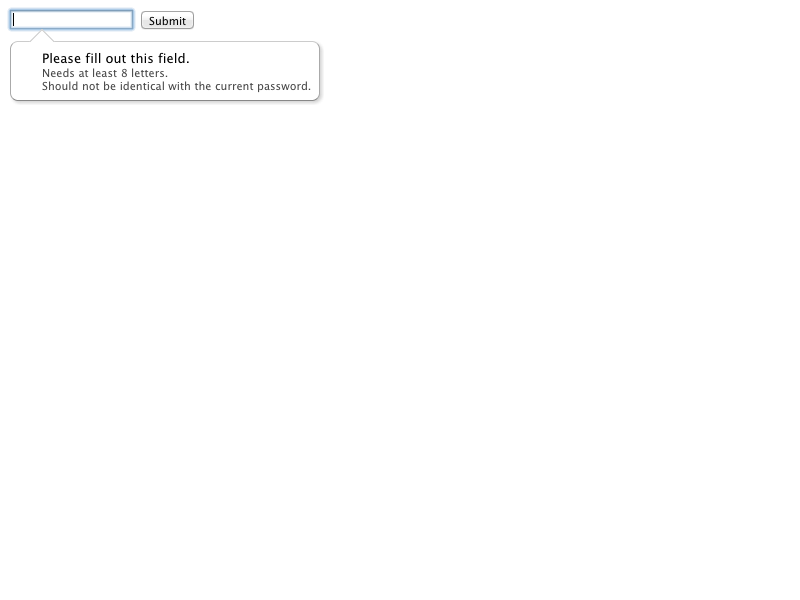 Submit
Please fill out this field.
Needs at least 8 letters.
Should not be identical with the current password.